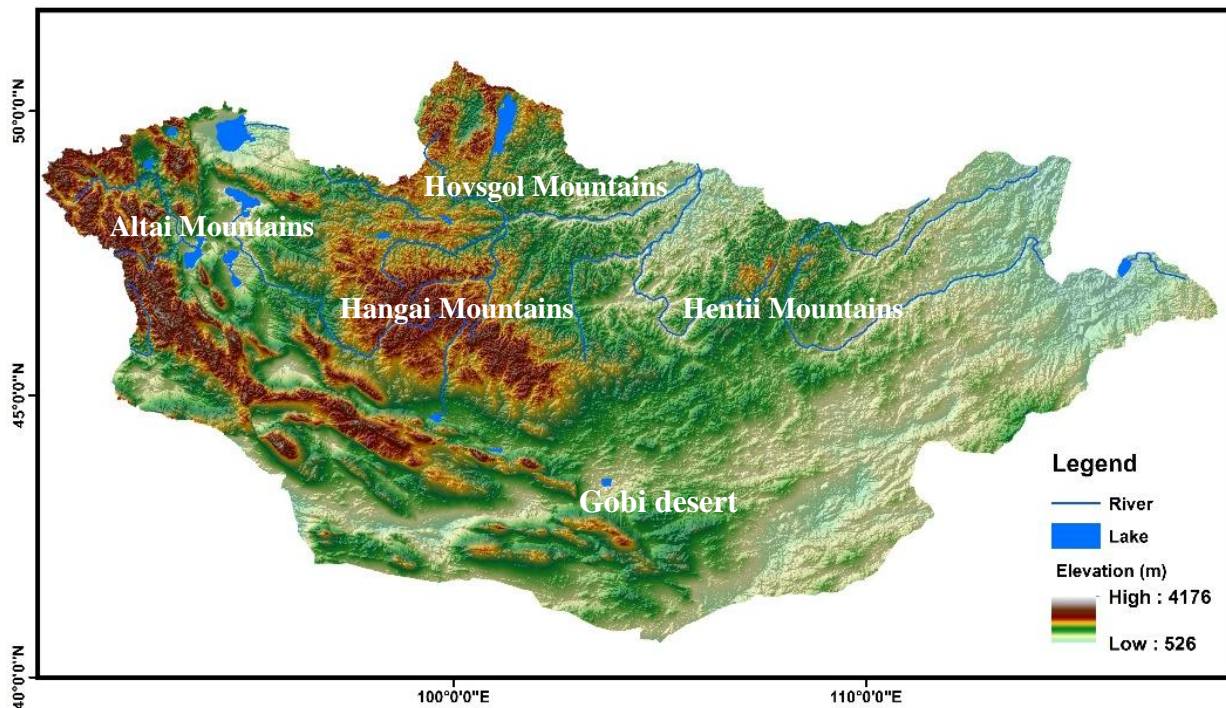 50°0'0"N
Hovsgol Mountains
Altai Mountains
Hangai Mountains
Hentii Mountains
45°0'0"N
Legend
River
Gobi desert
Lake
Elevation (m)
High : 4176
Low : 526
40°0'0"N
100°0'0"E
110°0'0"E